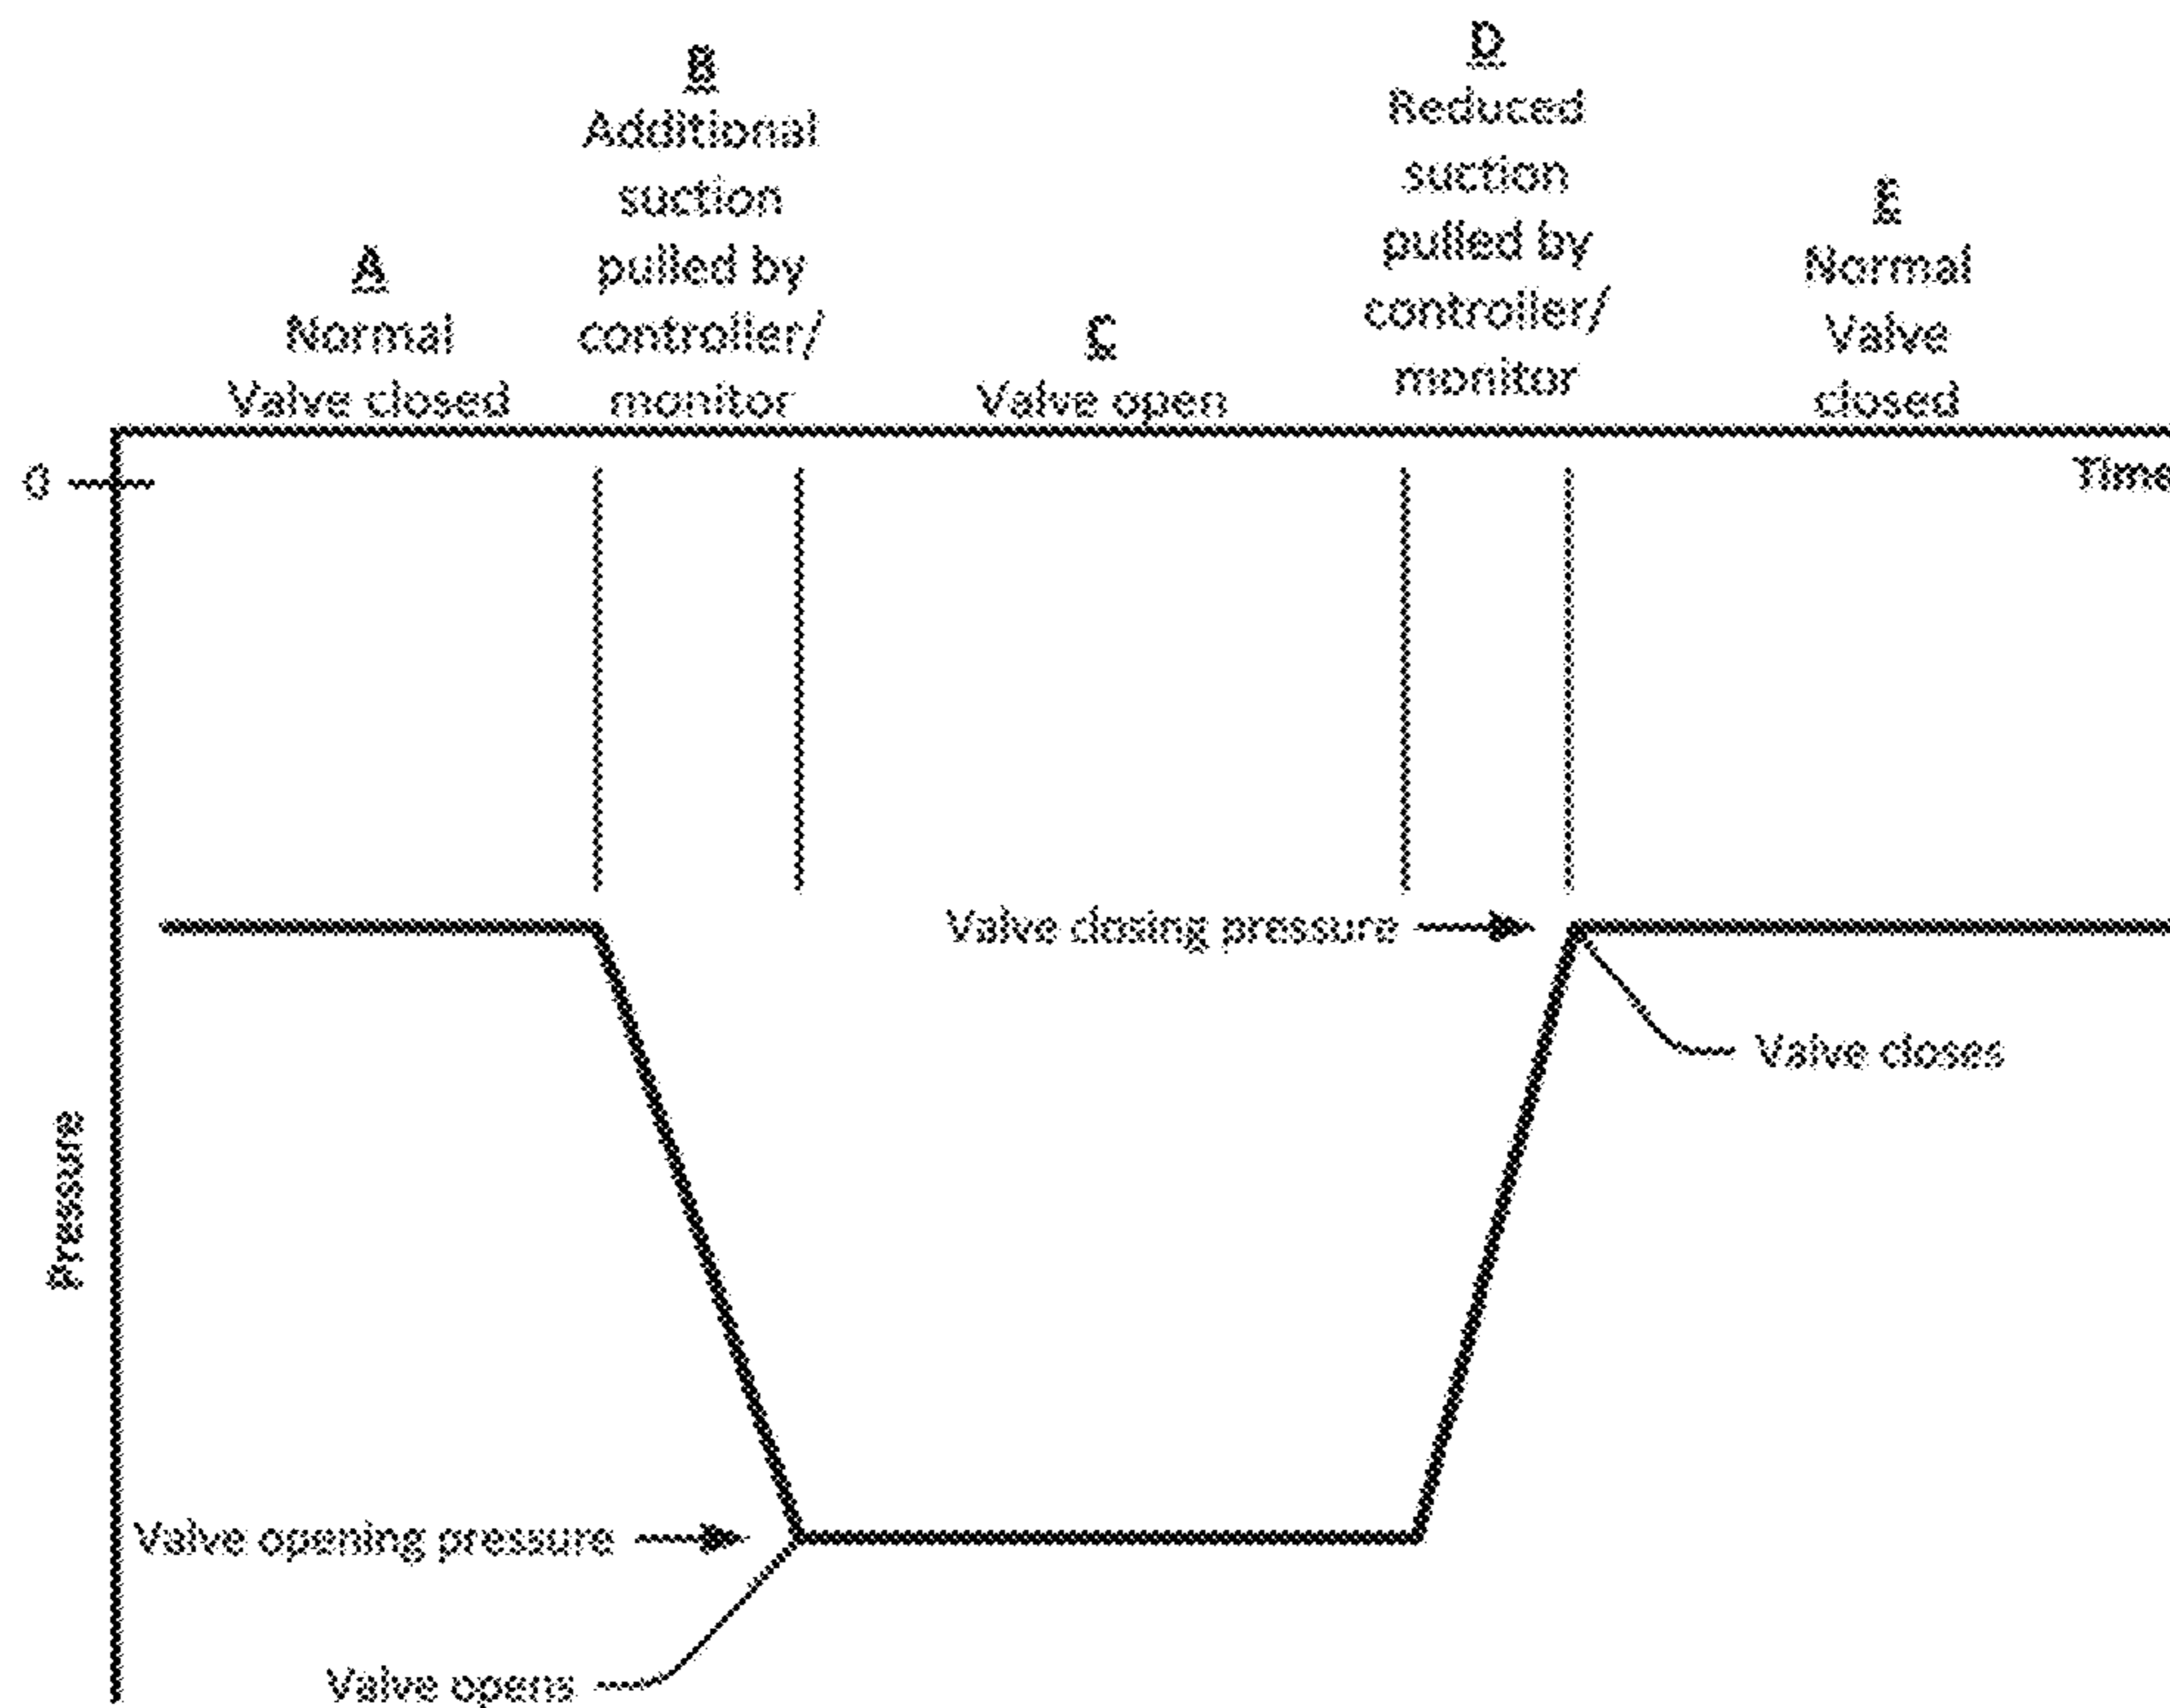 A
Normal
Valve closed
B
Additional
suction
pulled by
controller/
monitor
C
Valve open
D
Reduced
suction
pulled by
controller/
monitor
E
Normal
Valve
closed
0
Time
Valve closing pressure
Valve closes
Pressure
Valve opening pressure
Valve opens